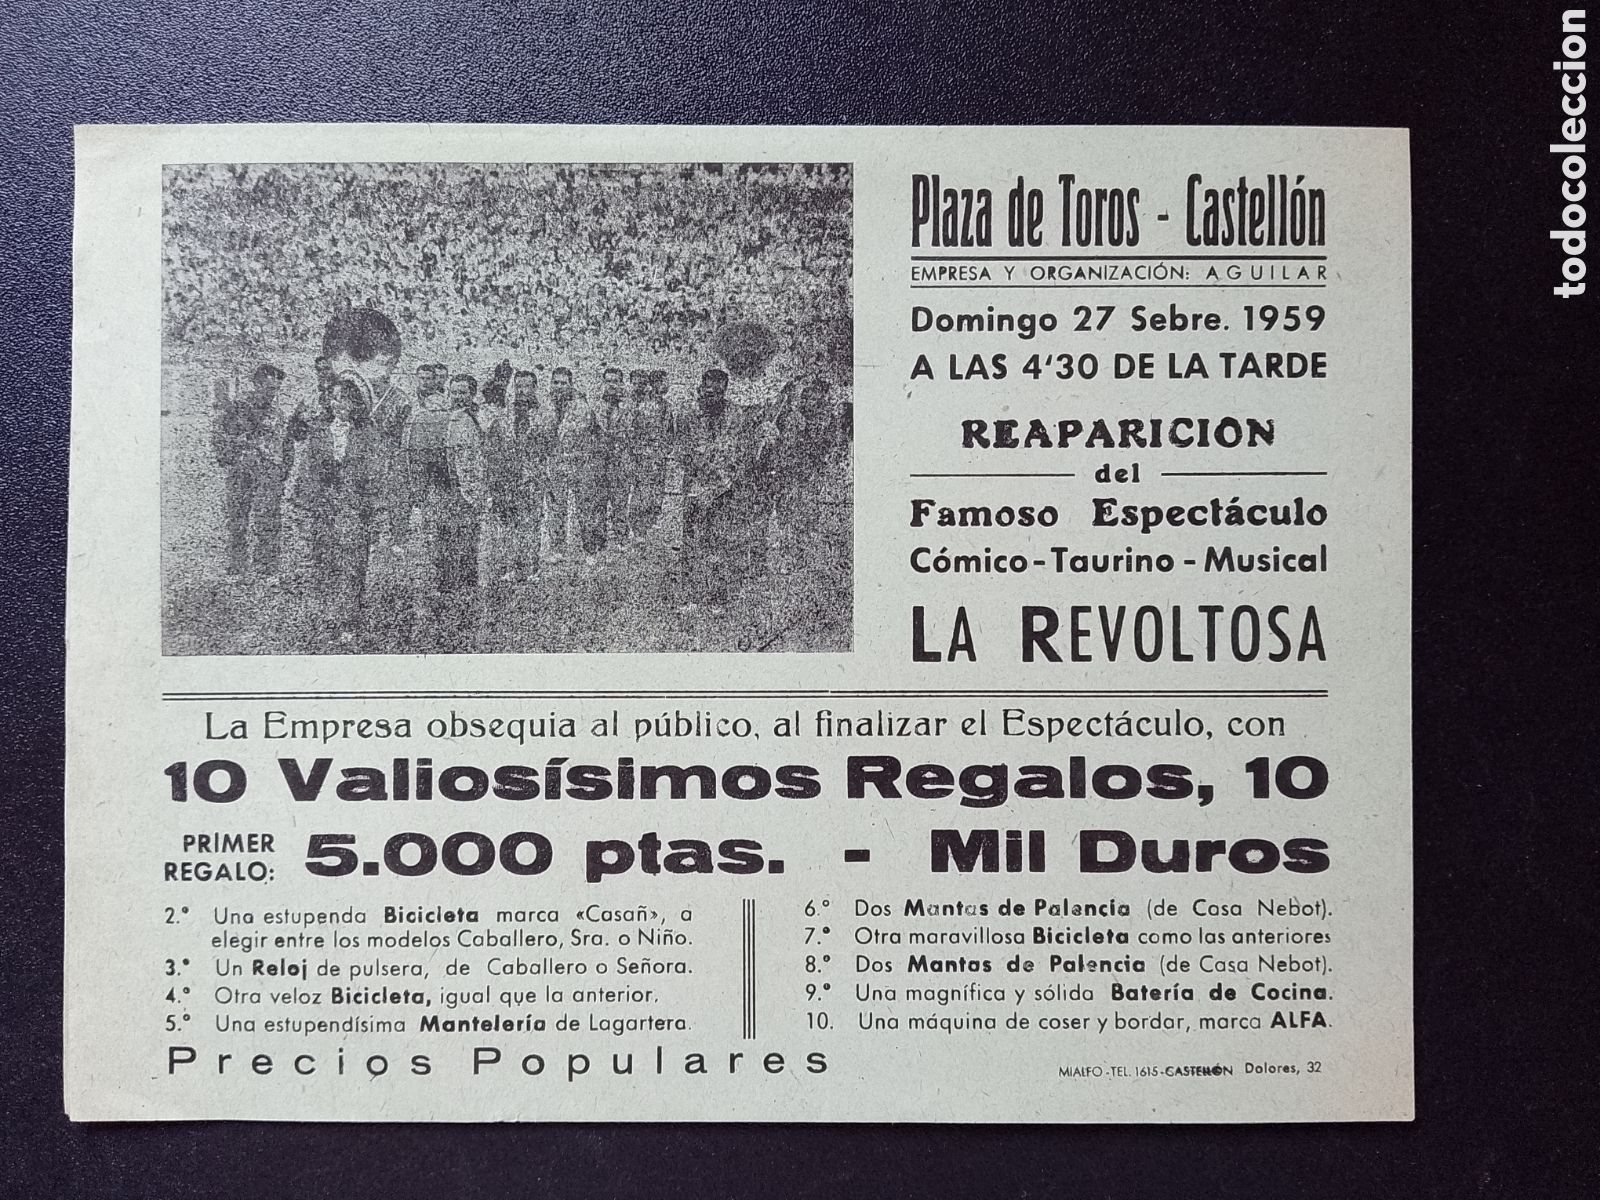 Plaza de Toros - Castellón
EMPRESA Y ORGANIZACIÓN: AGUILAR
Domingo 27 Sebre. 1959
A LAS 4'30 DE LA TARDE
REAPARICION
del
Famoso Espectáculo
Cómico - Taurino - Musical
LA REVOLTOSA
La Empresa obsequia al público, al finalizar el Espectáculo, con
10 Valiosísimos Regalos, 10
PRIMER REGALO: 5.000 ptas. - Mil Duros
2.º Una estupenda Bicicleta marca «Casañ», a
elegir entre los modelos Caballero, Sra. o Niño.
3.º Un Reloj de pulsera, de Caballero o Señora.
4.º Otra veloz Bicicleta, igual que la anterior.
5.º Una estupendísima Mantelería de Lagartera.
6.º Dos Mantas de Palencia (de Casa Nebot).
7.º Otra maravillosa Bicicleta como las anteriores
8.º Dos Mantas de Palencia (de Casa Nebot).
9.º Una magnífica y sólida Batería de Cocina.
10. Una máquina de coser y bordar, marca ALFA.
Precios Populares
MIALFO - TEL. 1615 - CASTELLÓN Dolores, 32
todocoleccion